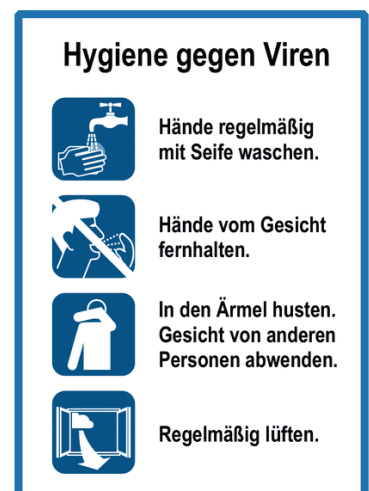 Hygiene gegen Viren
Hände regelmäßig
mit Seife waschen.
Hände vom Gesicht
fernhalten.
In den Ärmel husten.
Gesicht von anderen
Personen abwenden.
Regelmäßig lüften.